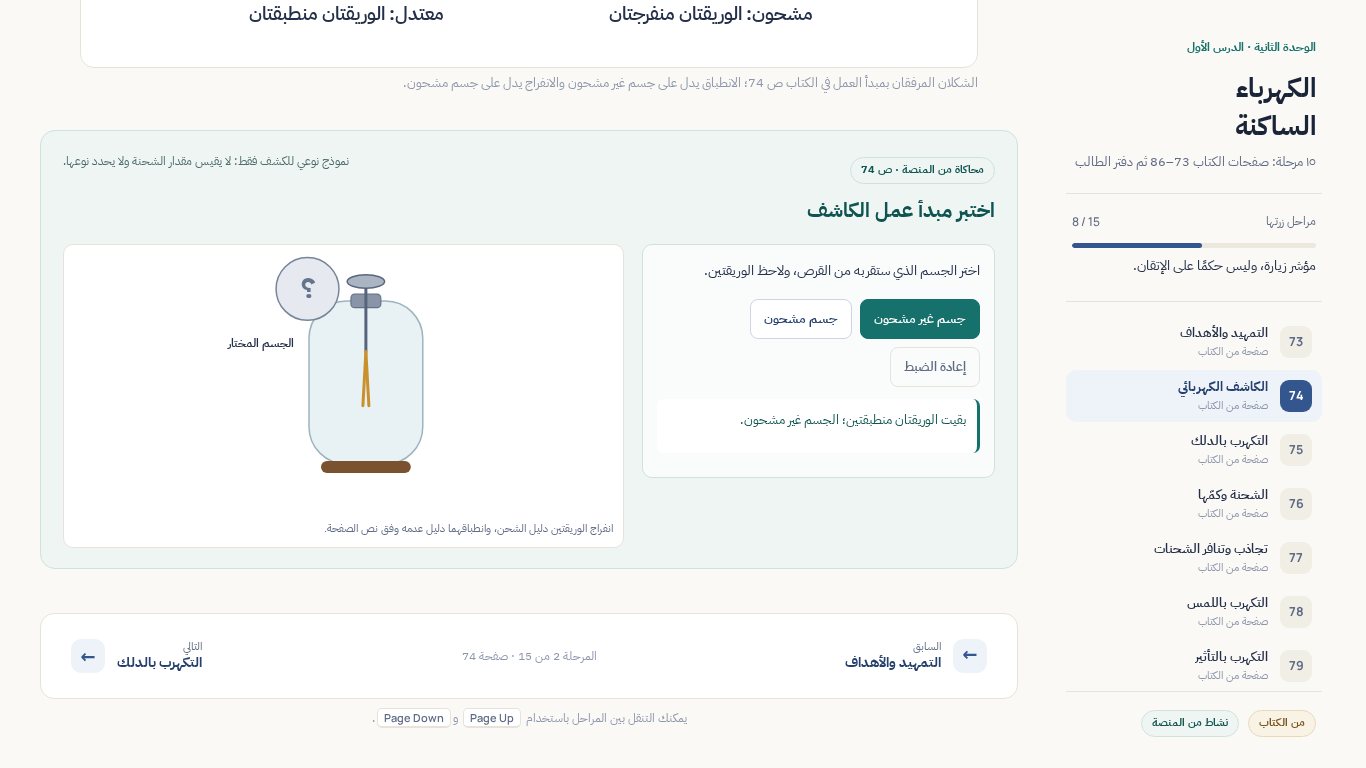 الوحدة الثانية · الدرس الأول
الكهرباء
الساكنة
١٥ مرحلة: صفحات الكتاب 73–86 ثم دفتر الطالب
مراحل زرتها
8 / 15
مؤشر زيارة، وليس حكمًا على الإتقان.
73
التمهيد والأهداف
صفحة من الكتاب
74
الكاشف الكهربائي
صفحة من الكتاب
75
التكهرب بالدلك
صفحة من الكتاب
76
الشحنة وكمّها
صفحة من الكتاب
77
تجاذب وتنافر الشحنات
صفحة من الكتاب
78
التكهرب باللمس
صفحة من الكتاب
79
التكهرب بالتأثير
صفحة من الكتاب
من الكتاب
نشاط من المنصة
مشحون: الوريقتان منفرجتان
معتدل: الوريقتان منطبقتان
الشكلان المرفقان بمبدأ العمل في الكتاب ص 74؛ الانطباق يدل على جسم غير مشحون والانفراج يدل على جسم مشحون.
محاكاة من المنصة · ص 74
نموذج نوعي للكشف فقط: لا يقيس مقدار الشحنة ولا يحدد نوعها.
اختبر مبدأ عمل الكاشف
اختر الجسم الذي ستقربه من القرص، ولاحظ الوريقتين.
جسم غير مشحون
جسم مشحون
إعادة الضبط
بقيت الوريقتان منطبقتين؛ الجسم غير مشحون.
؟
الجسم المختار
انفراج الوريقتين دليل الشحن، وانطباقهما دليل عدمه وفق نص الصفحة.
السابق
التمهيد والأهداف
←
المرحلة 2 من 15 · صفحة 74
التالي
التكهرب بالدلك
←
يمكنك التنقل بين المراحل باستخدام Page Up و Page Down .